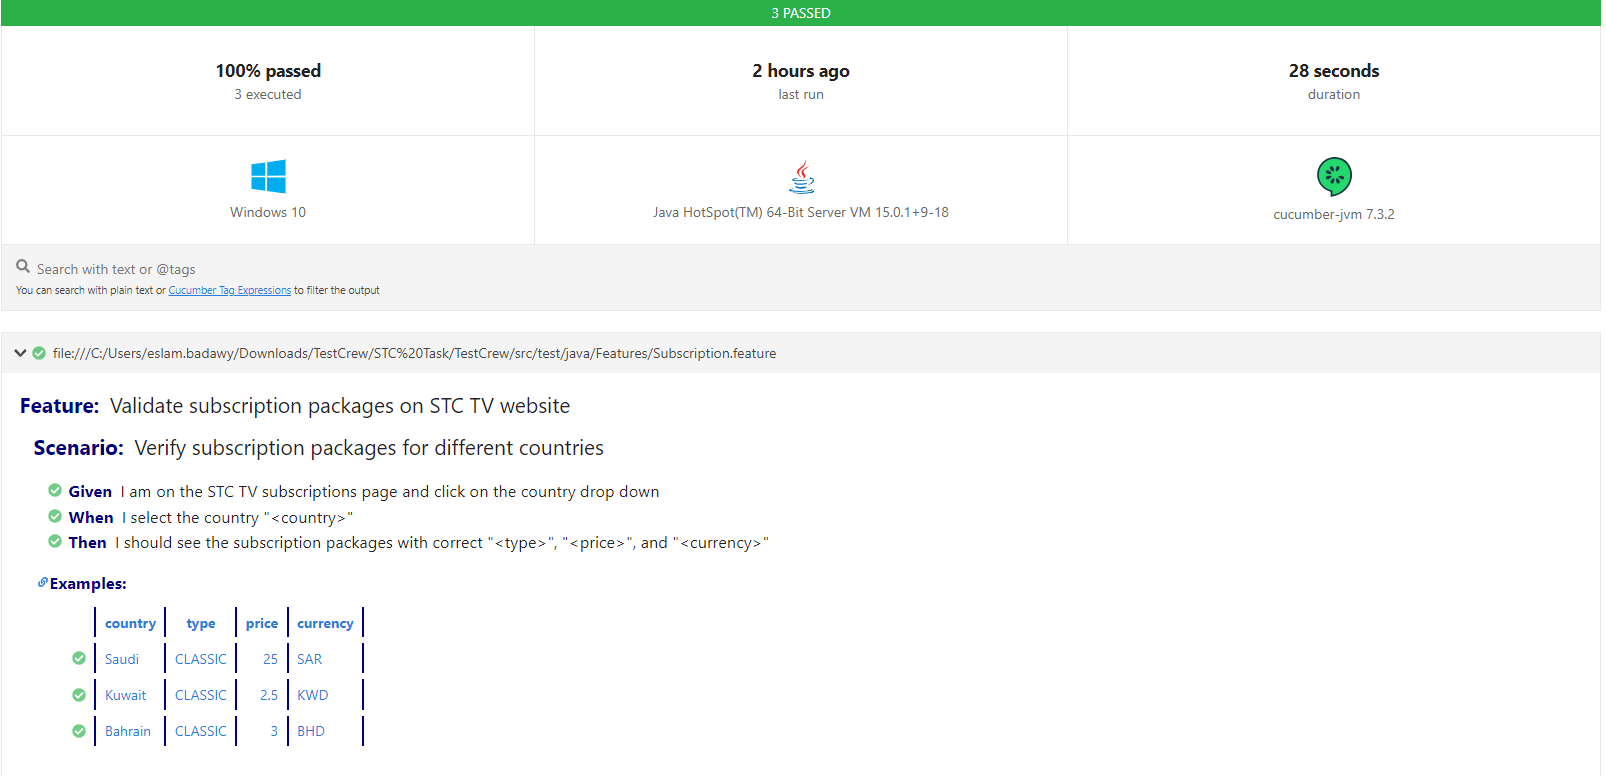 3 PASSED
100% passed
3 executed
2 hours ago
last run
28 seconds
duration
Windows 10
Java HotSpot(TM) 64-Bit Server VM 15.0.1+9-18
cucumber-jvm 7.3.2
Search with text or @tags
You can search with plain text or Cucumber Tag Expressions to filter the output
file:///C:/Users/eslam.badawy/Downloads/TestCrew/STC%20Task/TestCrew/src/test/java/Features/Subscription.feature
Feature: Validate subscription packages on STC TV website
Scenario: Verify subscription packages for different countries
Given I am on the STC TV subscriptions page and click on the country drop down
When I select the country "<country>"
Then I should see the subscription packages with correct "<type>", "<price>", and "<currency>"
Examples:
country type price currency
Saudi CLASSIC 25 SAR
Kuwait CLASSIC 2.5 KWD
Bahrain CLASSIC 3 BHD